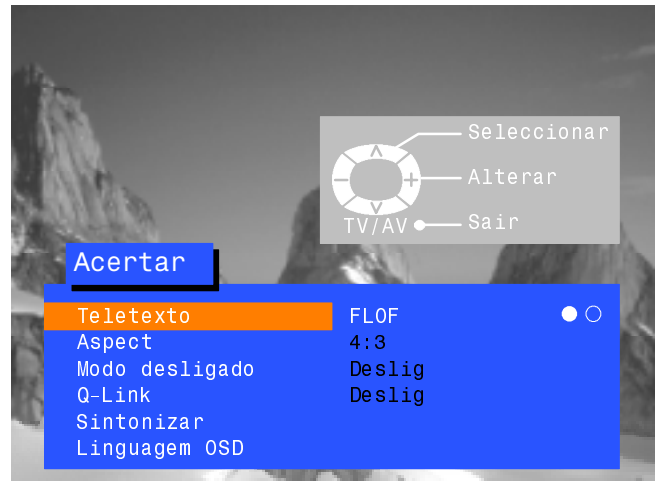 Seleccionar
Alterar
TV/AV Sair
Acertar
Teletexto FLOF
Aspect 4:3
Modo desligado Deslig
Q-Link Deslig
Sintonizar
Linguagem OSD